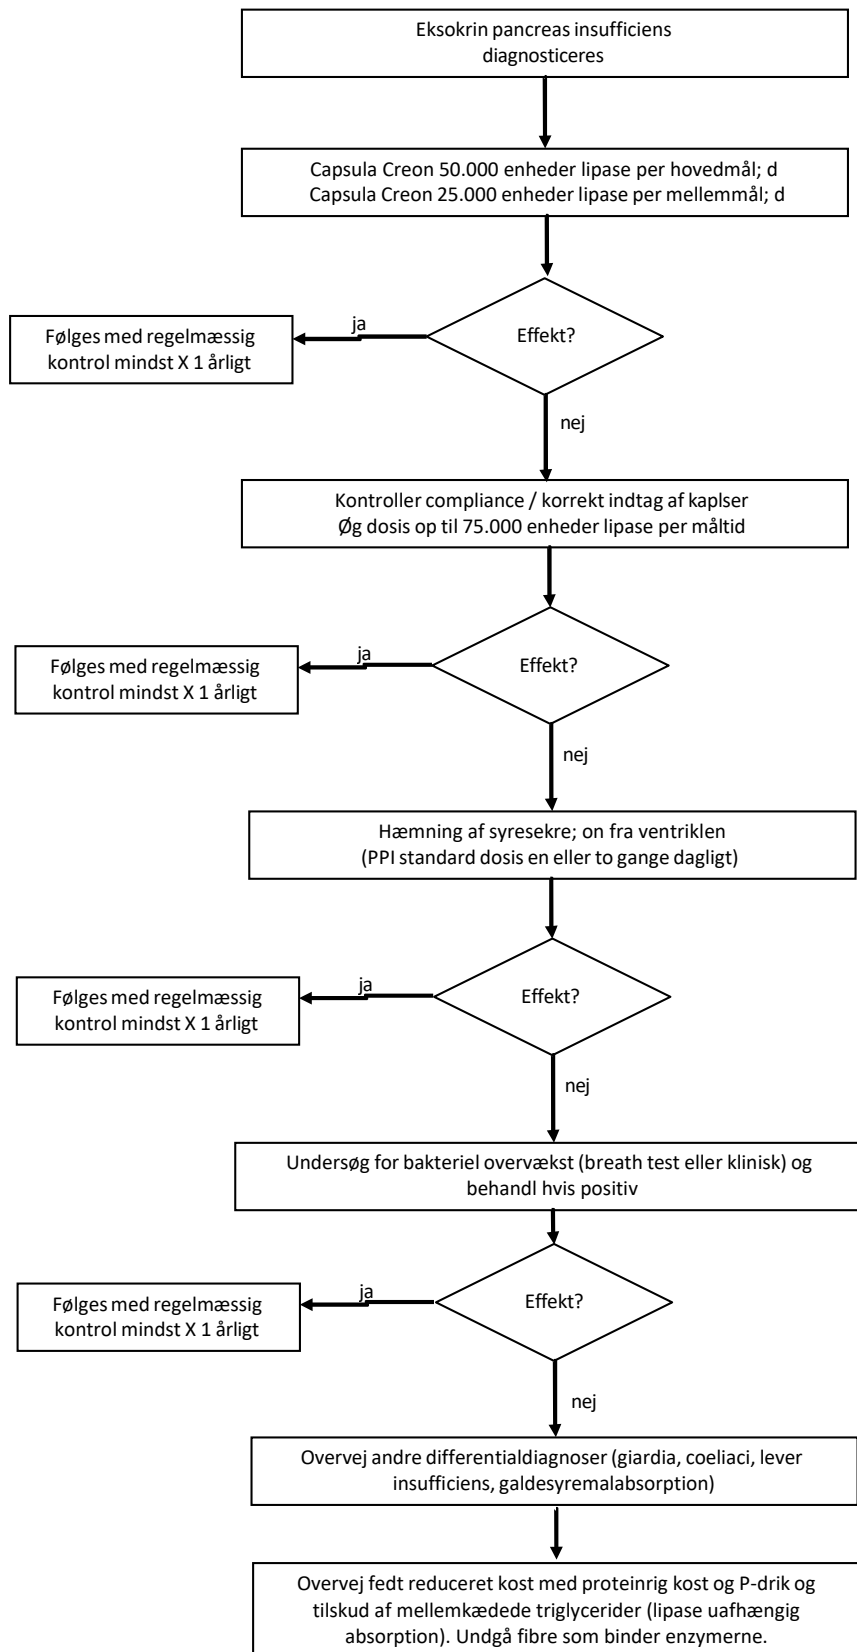 Eksokrin pancreas insufficiens
diagnosticeres
Capsula Creon 50.000 enheder lipase per hovedmål; d
Capsula Creon 25.000 enheder lipase per mellemmål; d
Effekt?
ja
Følges med regelmæssig
kontrol mindst X 1 årligt
nej
Kontroller compliance / korrekt indtag af kaplser
Øg dosis op til 75.000 enheder lipase per måltid
Effekt?
ja
Følges med regelmæssig
kontrol mindst X 1 årligt
nej
Hæmning af syresekre; on fra ventriklen
(PPI standard dosis en eller to gange dagligt)
Effekt?
ja
Følges med regelmæssig
kontrol mindst X 1 årligt
nej
Undersøg for bakteriel overvækst (breath test eller klinisk) og
behandl hvis positiv
Effekt?
ja
Følges med regelmæssig
kontrol mindst X 1 årligt
nej
Overvej andre differentialdiagnoser (giardia, coeliaci, lever
insufficiens, galdesyremalabsorption)
Overvej fedt reduceret kost med proteinrig kost og P-drik og
tilskud af mellemkædede triglycerider (lipase uafhængig
absorption). Undgå fibre som binder enzymerne.